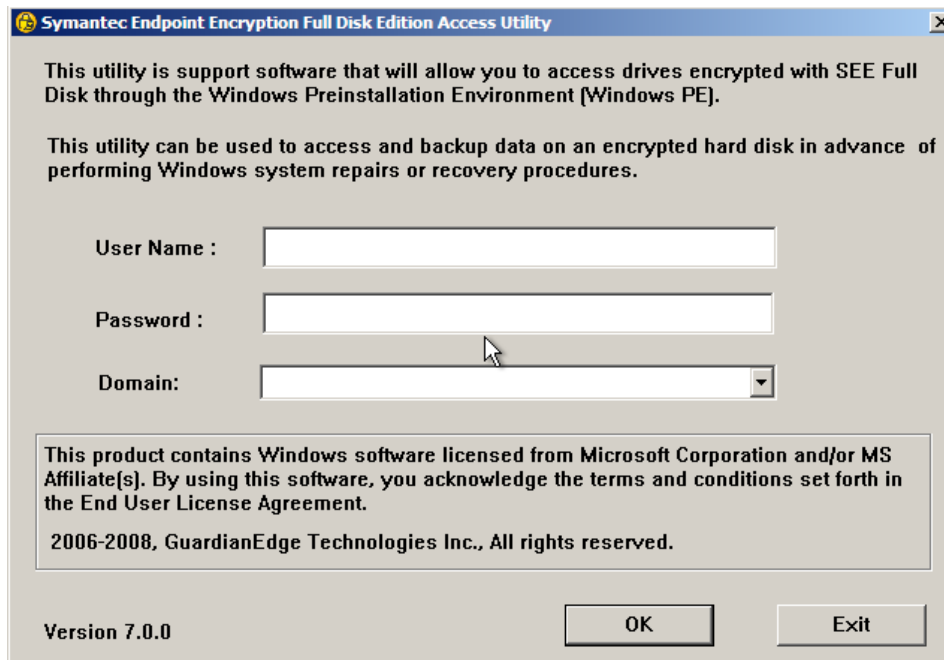 Symantec Endpoint Encryption Full Disk Edition Access Utility
This utility is support software that will allow you to access drives encrypted with SEE Full
Disk through the Windows Preinstallation Environment (Windows PE).
This utility can be used to access and backup data on an encrypted hard disk in advance of
performing Windows system repairs or recovery procedures.
User Name :
Password :
Domain:
This product contains Windows software licensed from Microsoft Corporation and/or MS
Affiliate(s). By using this software, you acknowledge the terms and conditions set forth in
the End User License Agreement.
2006-2008, GuardianEdge Technologies Inc., All rights reserved.
Version 7.0.0
OK
Exit